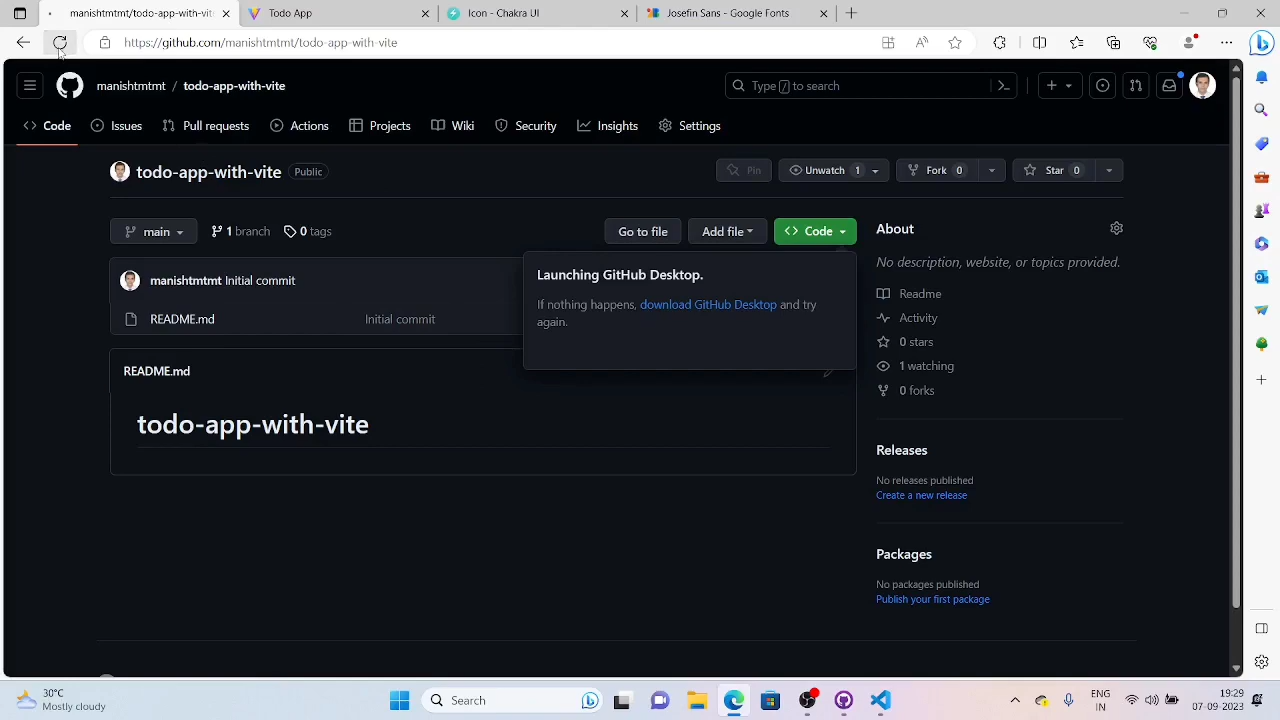 manishtmt/todo-app-with-vit
Todo App
Icon - Chakra UI
Josefin Sans - Google Fonts
https://github.com/manishtmtmt/todo-app-with-vite
manishtmtmt / todo-app-with-vite
Type / to search
Code
Issues
Pull requests
Actions
Projects
Wiki
Security
Insights
Settings
todo-app-with-vite
Public
Pin
Unwatch 1
Fork 0
Star 0
main
1 branch
0 tags
Go to file
Add file
Code
manishtmtmt Initial commit
README.md
Initial commit
Launching GitHub Desktop.
If nothing happens, download GitHub Desktop and try
again.
README.md
todo-app-with-vite
About
No description, website, or topics provided.
Readme
Activity
0 stars
1 watching
0 forks
Releases
No releases published
Create a new release
Packages
No packages published
Publish your first package
30°C
Mostly cloudy
Search
ENG
IN
19:29
07-09-2023